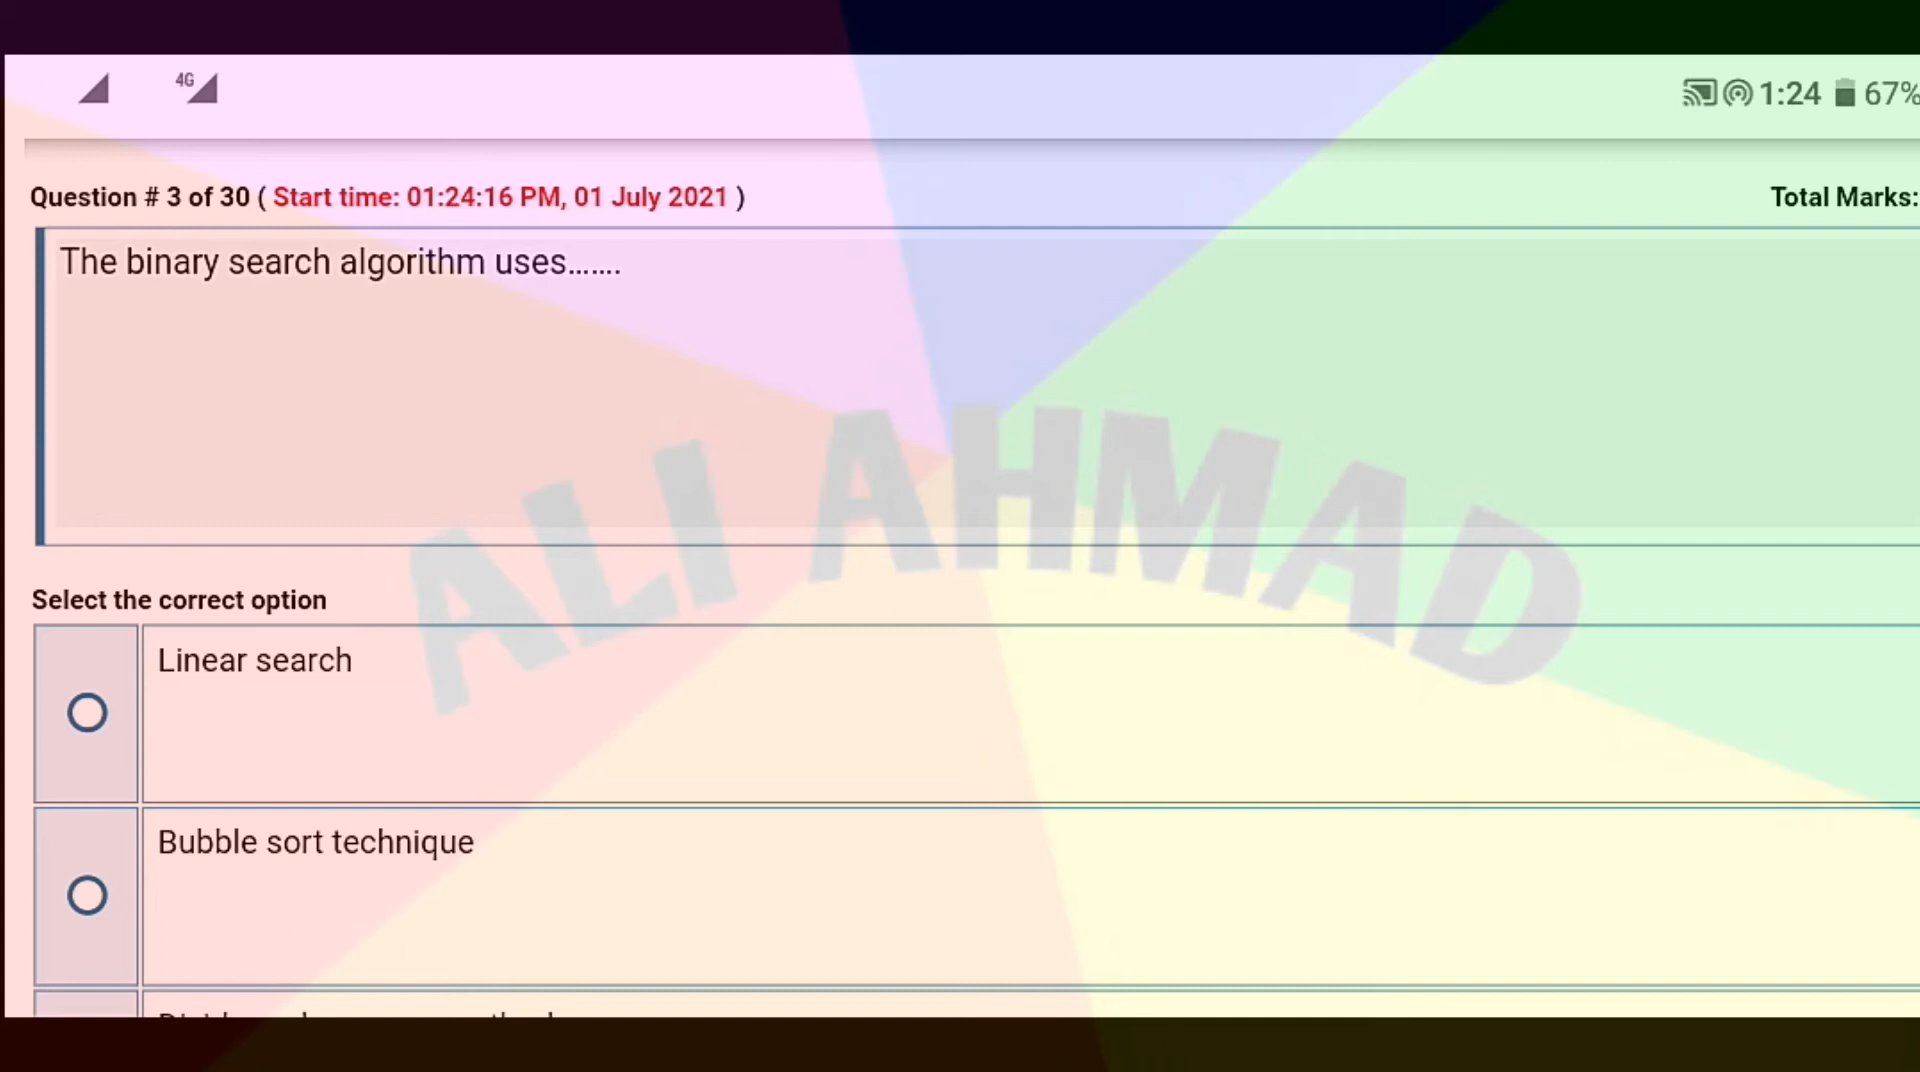 4G 1:24 67%
Question # 3 of 30 ( Start time: 01:24:16 PM, 01 July 2021 ) Total Marks:
The binary search algorithm uses.......
ALI AHMAD
Select the correct option
Linear search
Bubble sort technique